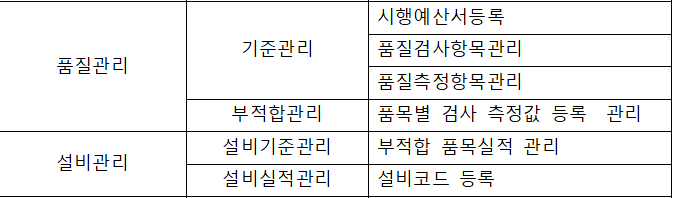 시행예산서등록
품질관리 기준관리 품질검사항목관리
품질측정항목관리
부적합관리 품목별 검사 측정값 등록 관리
설비관리 설비기준관리 부적합 품목실적 관리
설비실적관리 설비코드 등록